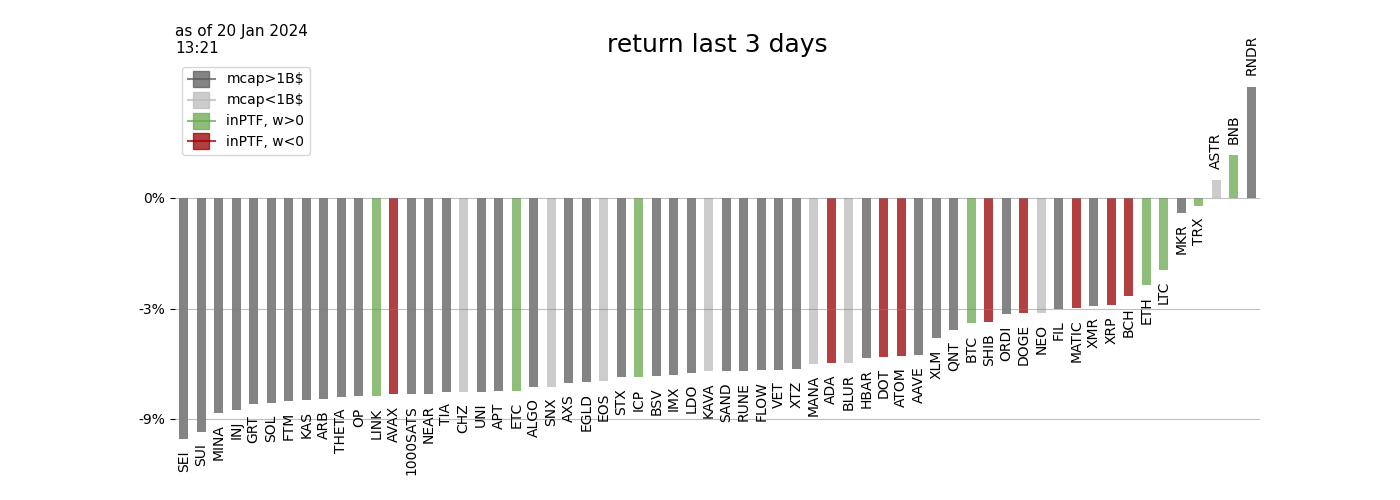 as of 20 Jan 2024
13:21
return last 3 days
mcap>1B$
mcap<1B$
inPTF, w>0
inPTF, w<0
0%
-3%
-9%
SEI
SUI
MINA
INJ
GRT
SOL
FTM
KAS
ARB
THETA
OP
LINK
AVAX
1000SATS
NEAR
TIA
CHZ
UNI
APT
ETC
ALGO
SNX
AXS
EGLD
EOS
STX
ICP
BSV
IMX
LDO
KAVA
SAND
RUNE
FLOW
VET
XTZ
MANA
ADA
BLUR
HBAR
DOT
ATOM
AAVE
XLM
QNT
BTC
SHIB
ORDI
DOGE
NEO
FIL
MATIC
XMR
XRP
BCH
ETH
LTC
MKR
TRX
ASTR
BNB
RNDR